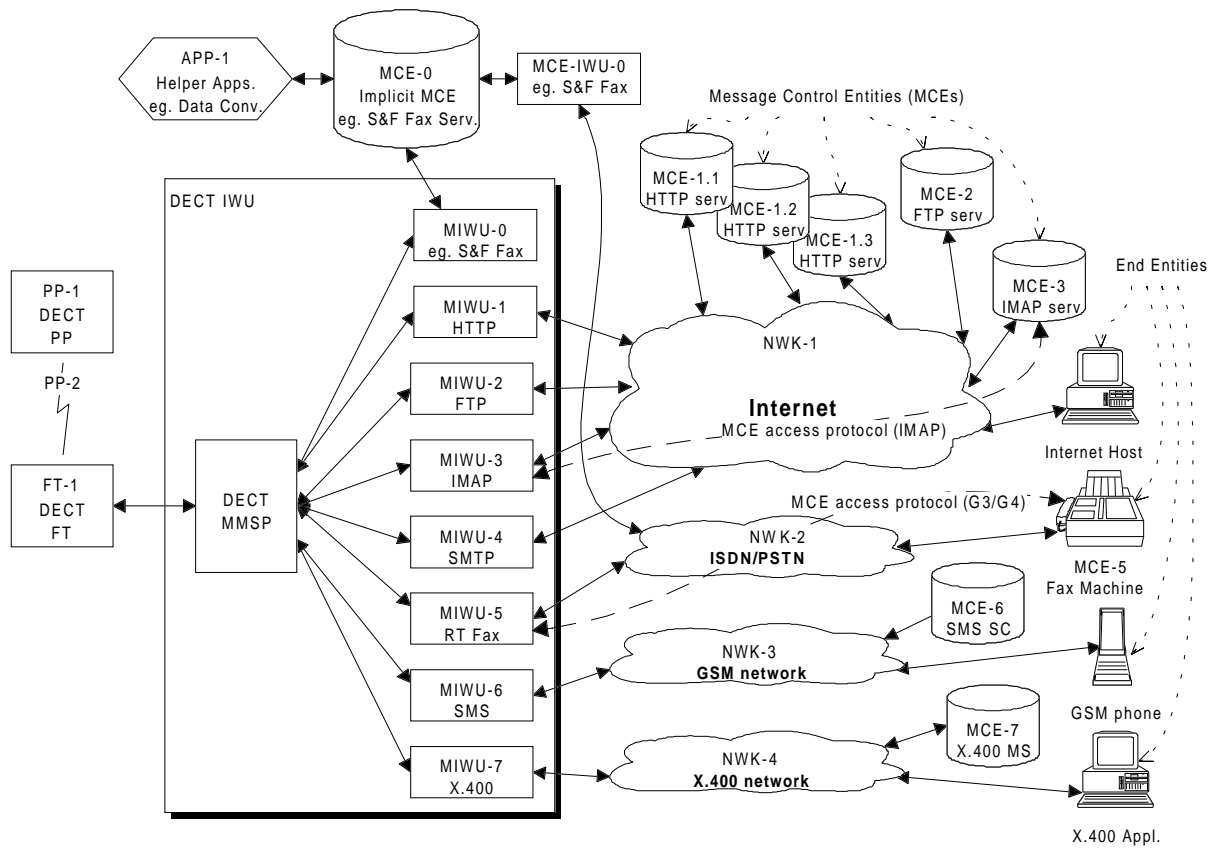 APP-1
Helper Apps.
eg. Data Conv.
MCE-0
Implicit MCE
eg. S&F Fax Serv.
MCE-IWU-0
eg. S&F Fax
Message Control Entities (MCEs)
MCE-1.1
HTTP serv
MCE-1.2
HTTP serv
MCE-1.3
HTTP serv
MCE-2
FTP serv
MCE-3
IMAP serv
End Entities
DECT IWU
MIWU-0
eg. S&F Fax
MIWU-1
HTTP
MIWU-2
FTP
MIWU-3
IMAP
MIWU-4
SMTP
MIWU-5
RT Fax
MIWU-6
SMS
MIWU-7
X.400
PP-1
DECT
PP
PP-2
FT-1
DECT
FT
DECT
MMSP
NWK-1
Internet
MCE access protocol (IMAP)
Internet Host
MCE access protocol (G3/G4)
NWK-2
ISDN/PSTN
MCE-5
Fax Machine
MCE-6
SMS SC
NWK-3
GSM network
GSM phone
MCE-7
X.400 MS
NWK-4
X.400 network
X.400 Appl.